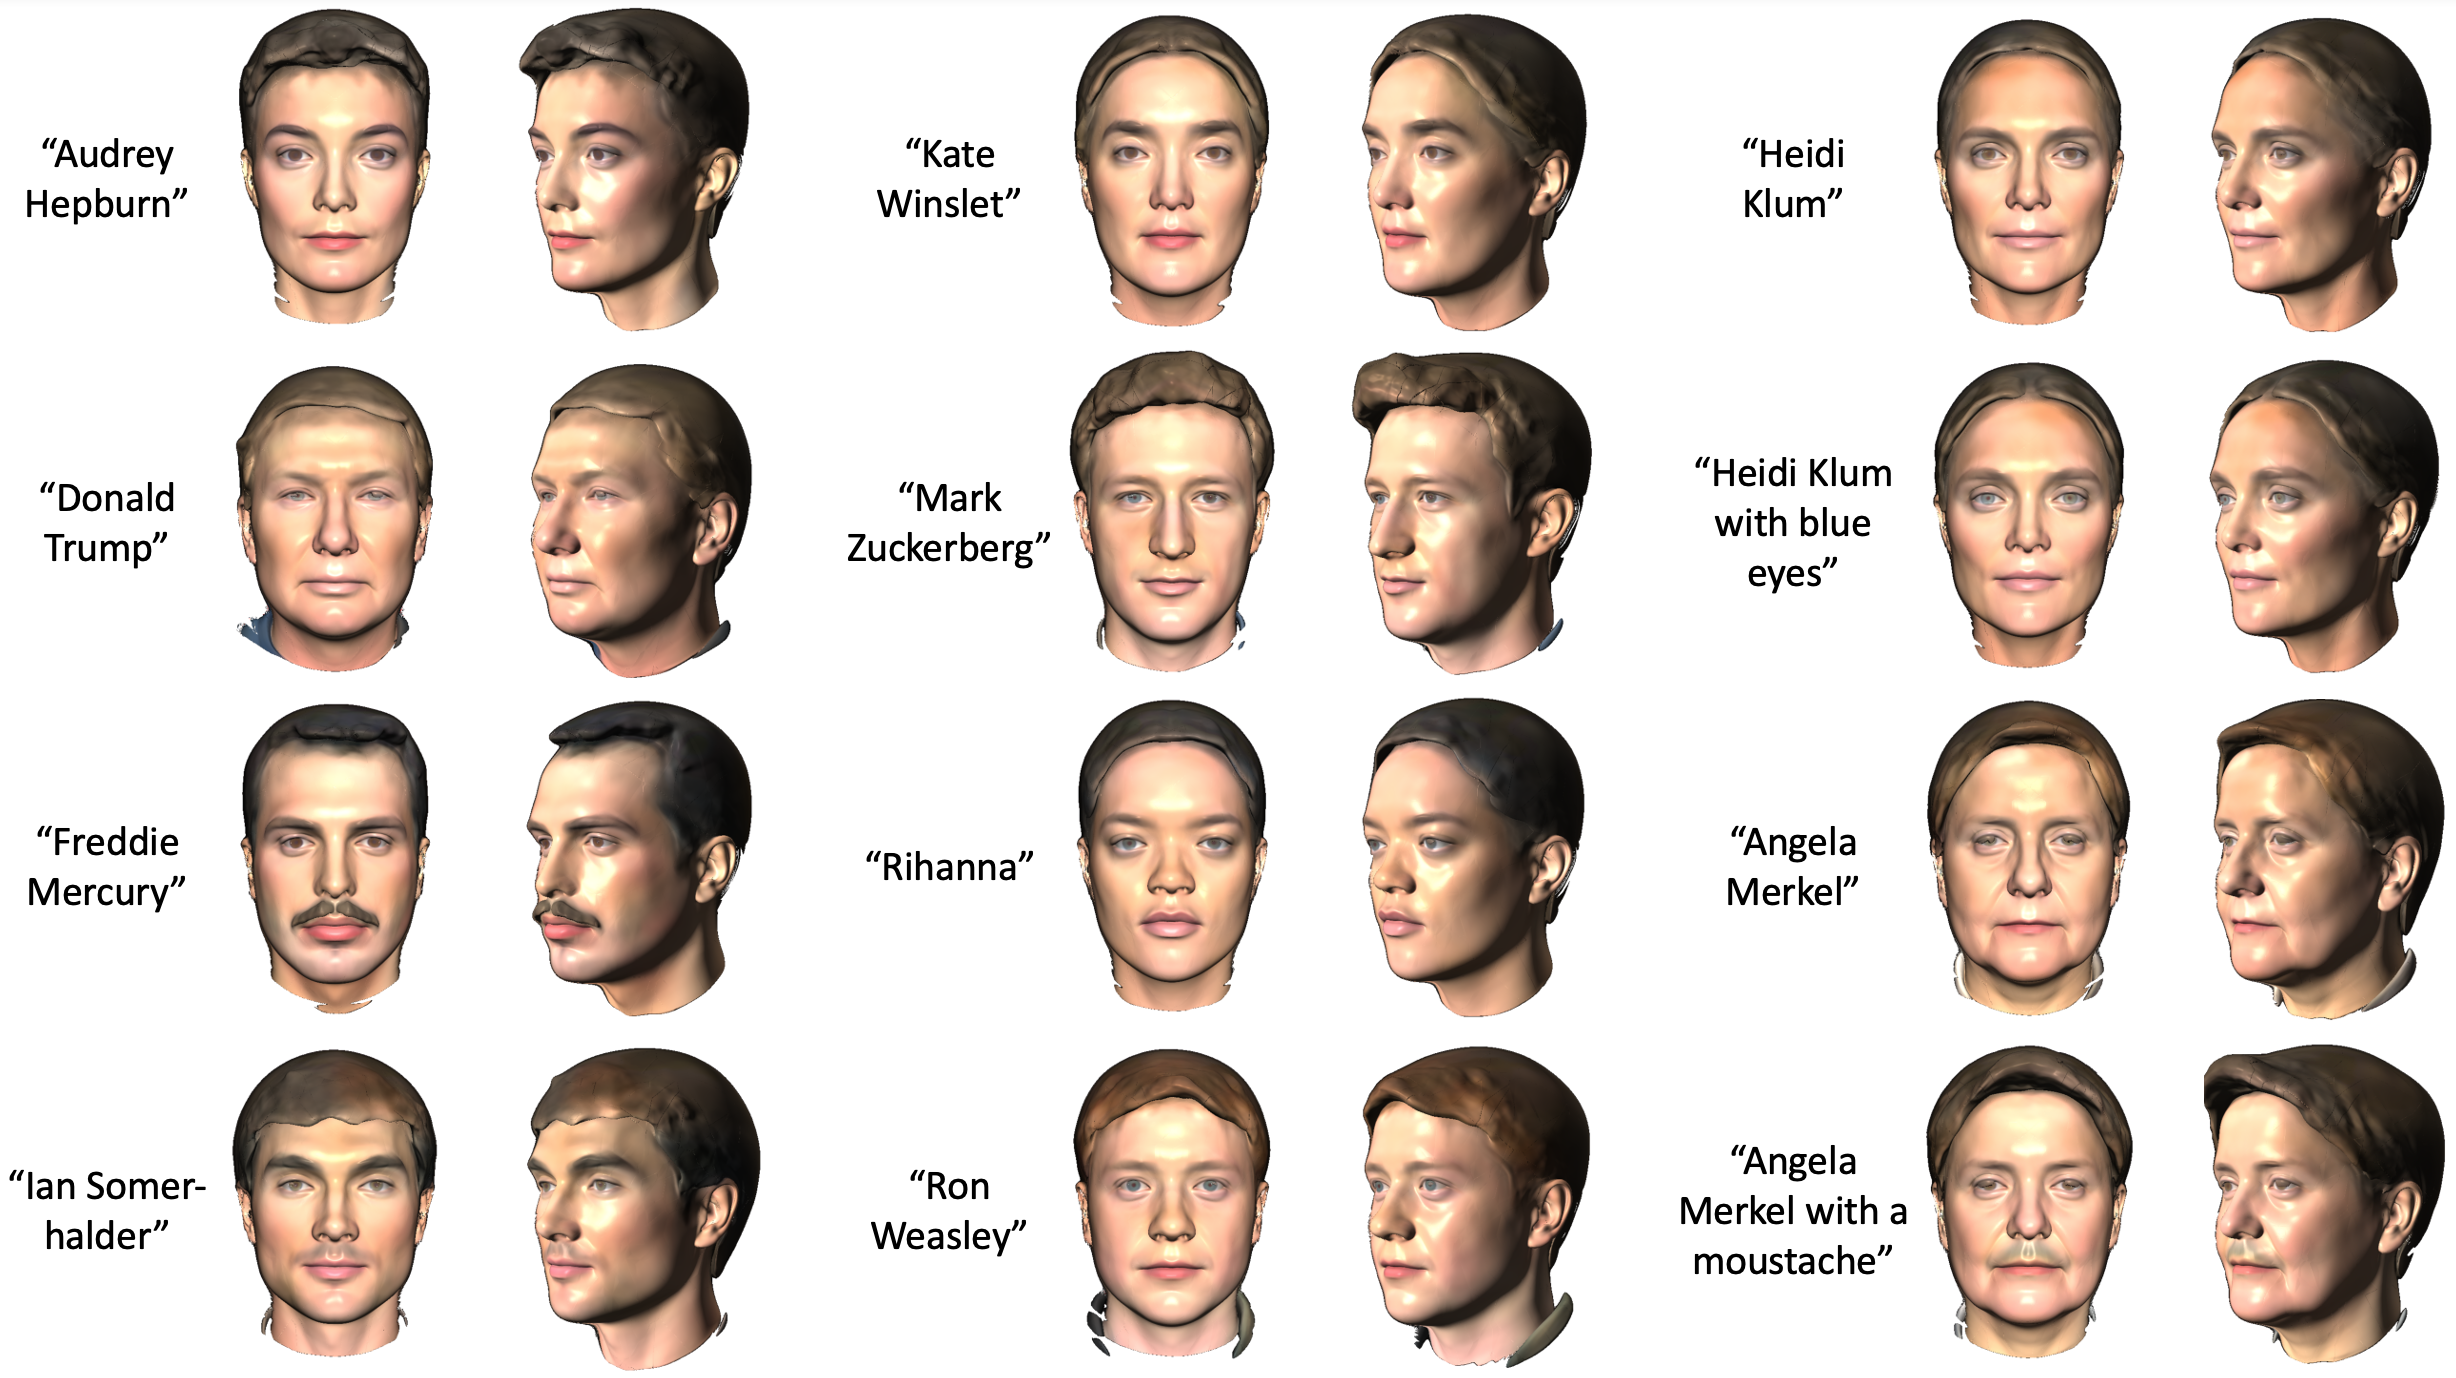 “Audrey
Hepburn”
“Kate
Winslet”
“Heidi
Klum”
“Donald
Trump”
“Mark
Zuckerberg”
“Heidi Klum
with blue
eyes”
“Freddie
Mercury”
“Rihanna”
“Angela
Merkel”
“Ian Somer-
halder”
“Ron
Weasley”
“Angela
Merkel with a
moustache”